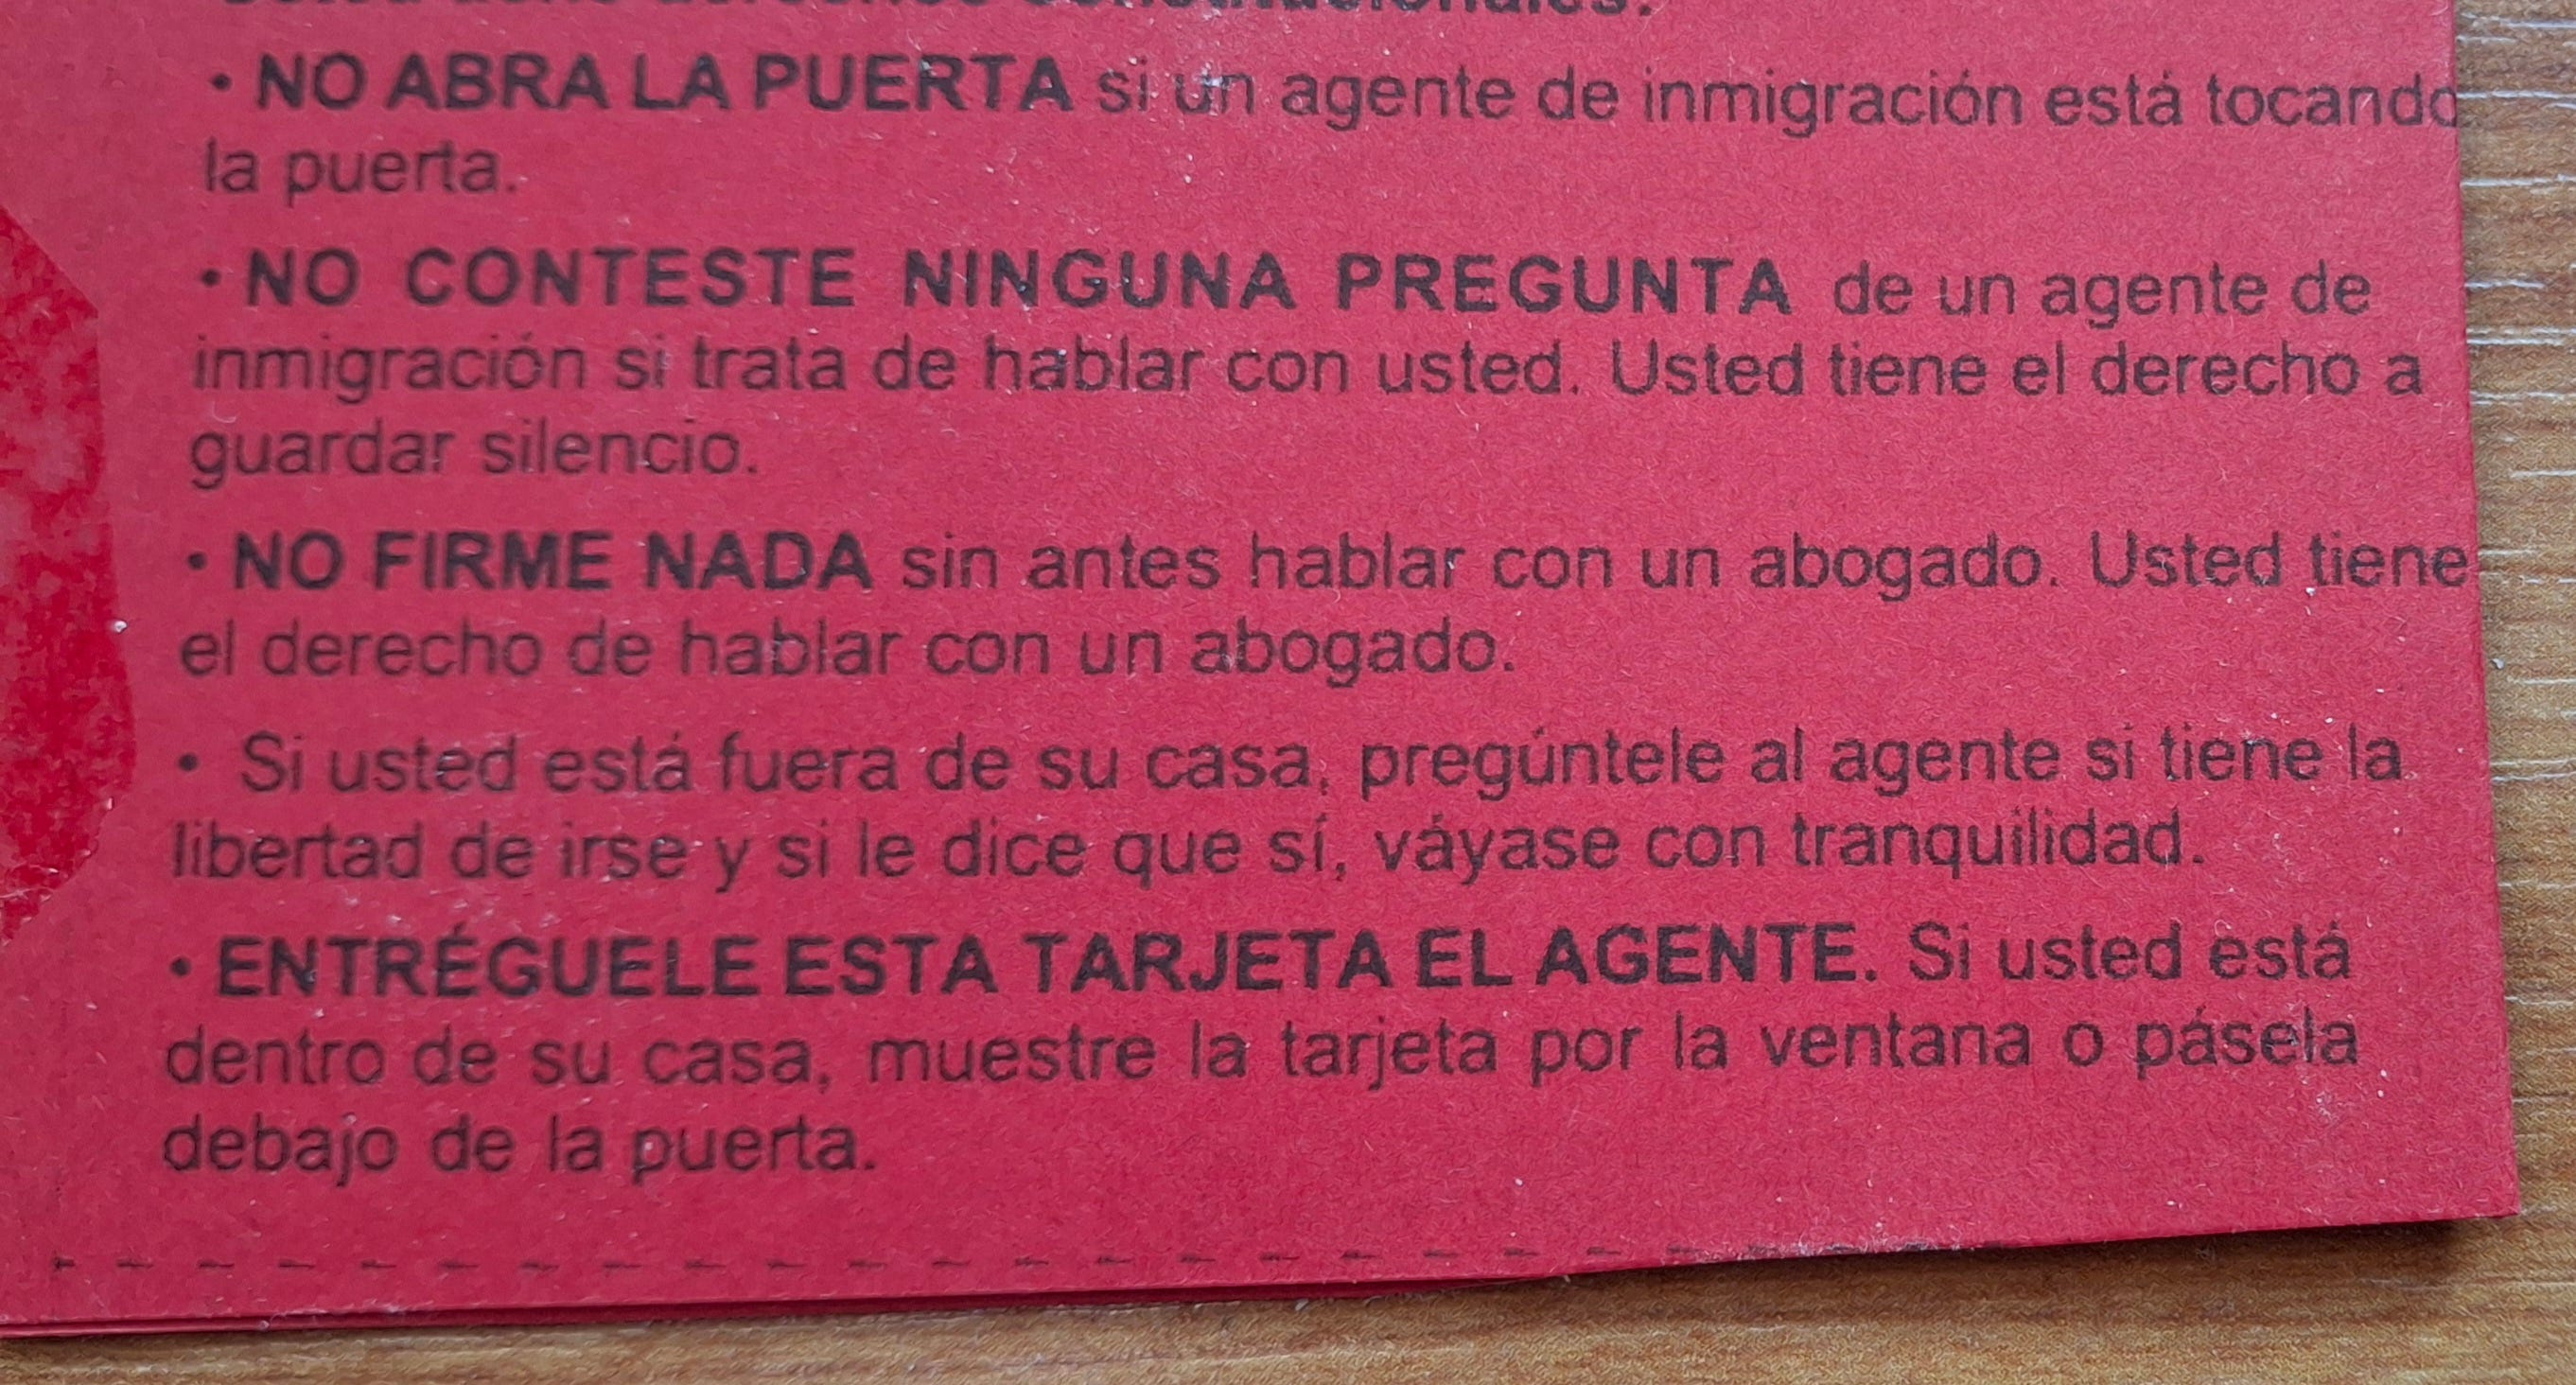 constitucionales.
• NO ABRA LA PUERTA si un agente de inmigración está tocando
la puerta.
• NO CONTESTE NINGUNA PREGUNTA de un agente de
inmigración si trata de hablar con usted. Usted tiene el derecho a
guardar silencio.
• NO FIRME NADA sin antes hablar con un abogado. Usted tiene
el derecho de hablar con un abogado.
• Si usted está fuera de su casa, pregúntele al agente si tiene la
libertad de irse y si le dice que sí, váyase con tranquilidad.
• ENTRÉGUELE ESTA TARJETA EL AGENTE. Si usted está
dentro de su casa, muestre la tarjeta por la ventana o pásela
debajo de la puerta.